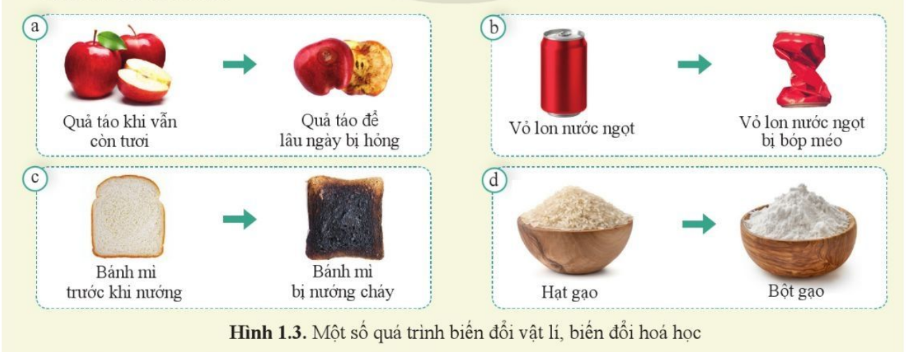 a
Quả táo khi vẫn
còn tươi
Quả táo để
lâu ngày bị hỏng
b
Vỏ lon nước ngọt
Vỏ lon nước ngọt
bị bóp méo
c
Bánh mì
trước khi nướng
Bánh mì
bị nướng cháy
d
Hạt gạo
Bột gạo
Hình 1.3. Một số quá trình biến đổi vật lí, biến đổi hoá học